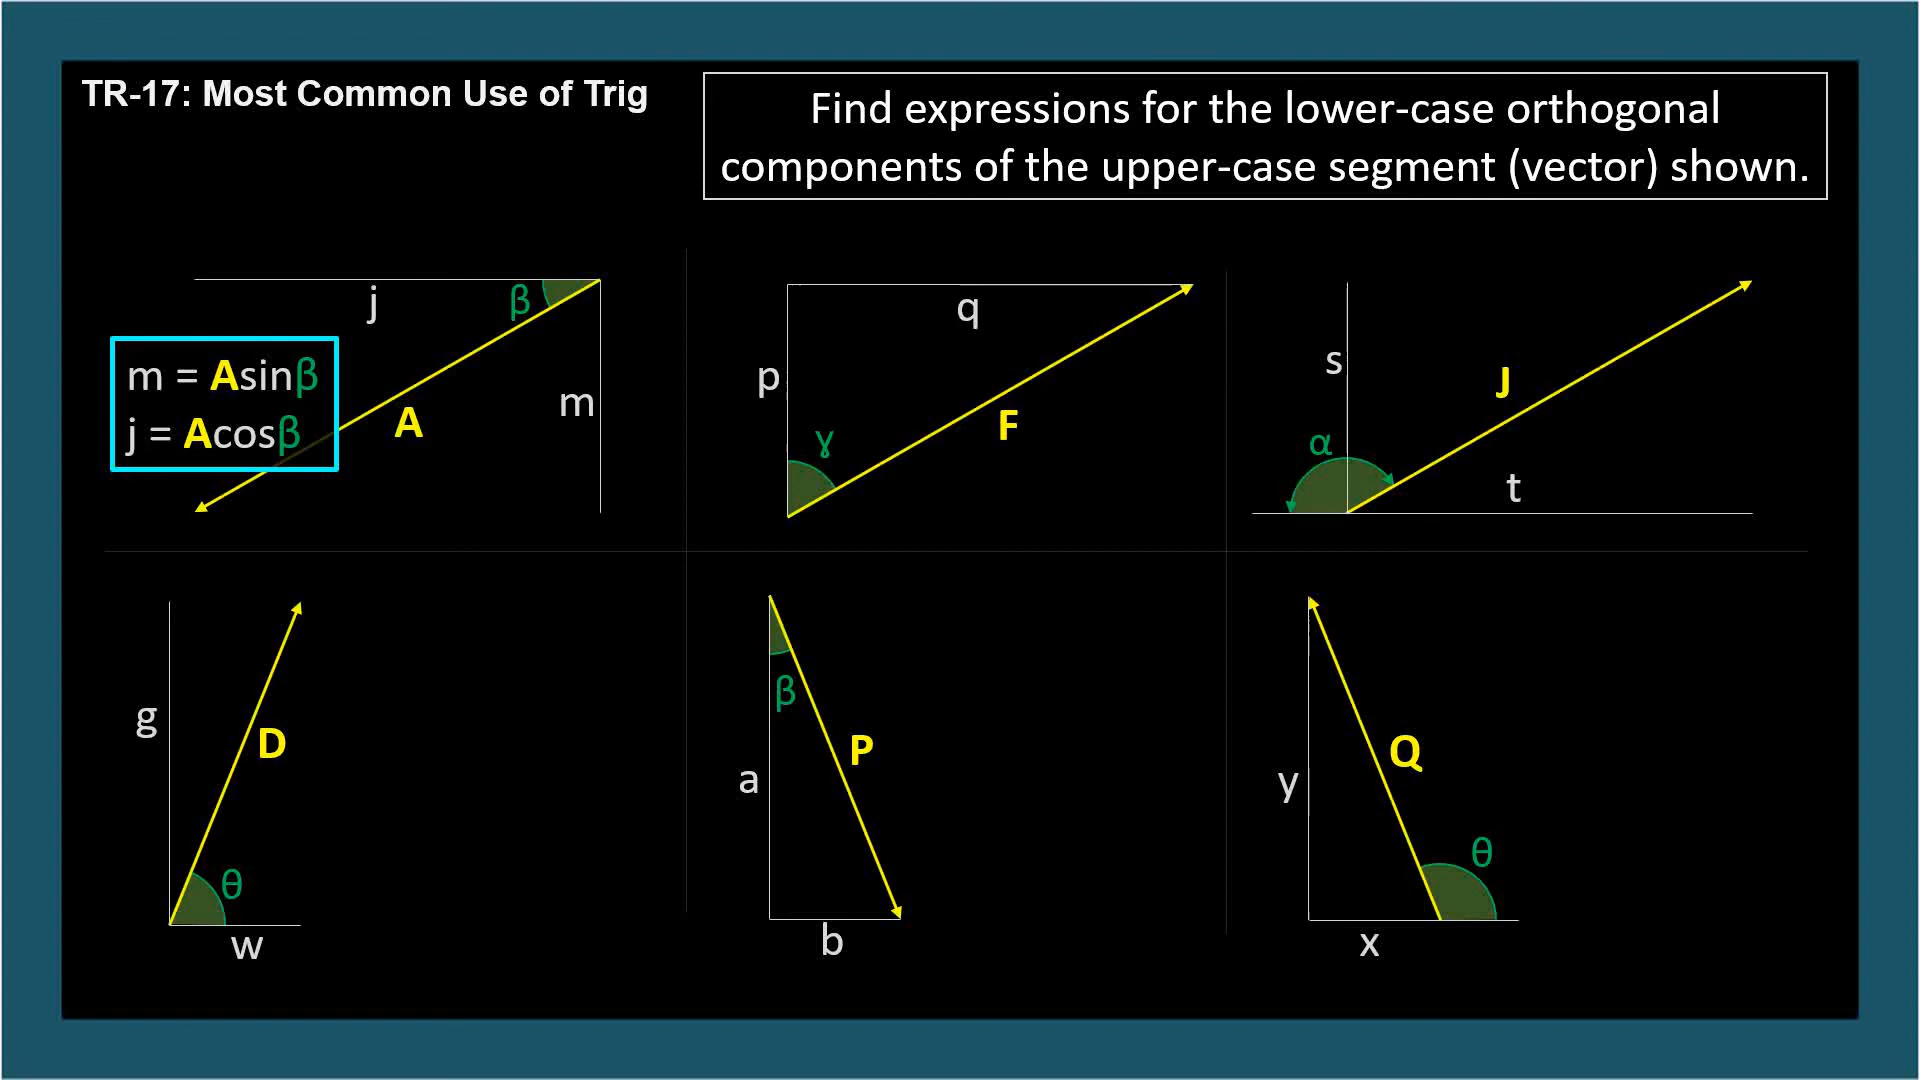 TR-17: Most Common Use of Trig
Find expressions for the lower-case orthogonal
components of the upper-case segment (vector) shown.
j
β
m = Asinβ
j = Acosβ
A
m
q
p
F
γ
s
J
α
t
g
D
θ
w
β
P
a
b
Q
y
θ
x